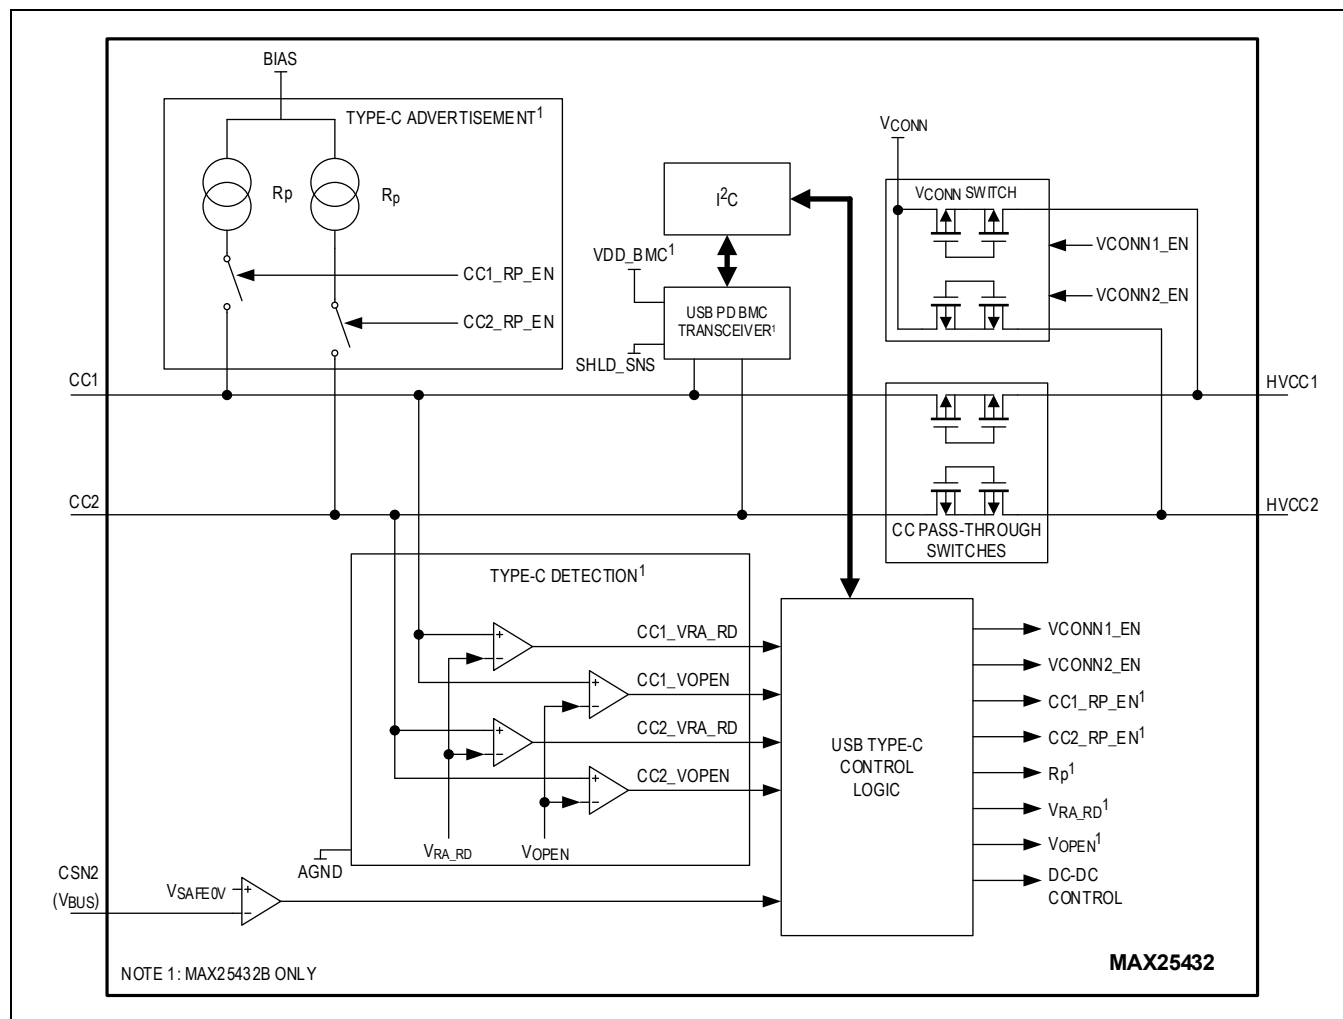 BIAS
TYPE-C ADVERTISEMENT1
Rp
Rp
CC1_RP_EN
CC2_RP_EN
I2C
VDD_BMC1
USB PD BMC
TRANSCEIVER1
SHLD_SNS
VCONN
VCONN SWITCH
VCONN1_EN
VCONN2_EN
CC1
HVCC1
CC2
HVCC2
CC PASS-THROUGH
SWITCHES
TYPE-C DETECTION1
+
−
CC1_VRA_RD
+
−
CC1_VOPEN
+
−
CC2_VRA_RD
+
−
CC2_VOPEN
VRA_RD
VOPEN
AGND
USB TYPE-C
CONTROL
LOGIC
VCONN1_EN
VCONN2_EN
CC1_RP_EN1
CC2_RP_EN1
Rp1
VRA_RD1
VOPEN1
DC-DC
CONTROL
CSN2
(VBUS)
VSAFE0V
+
−
NOTE 1: MAX25432B ONLY
MAX25432